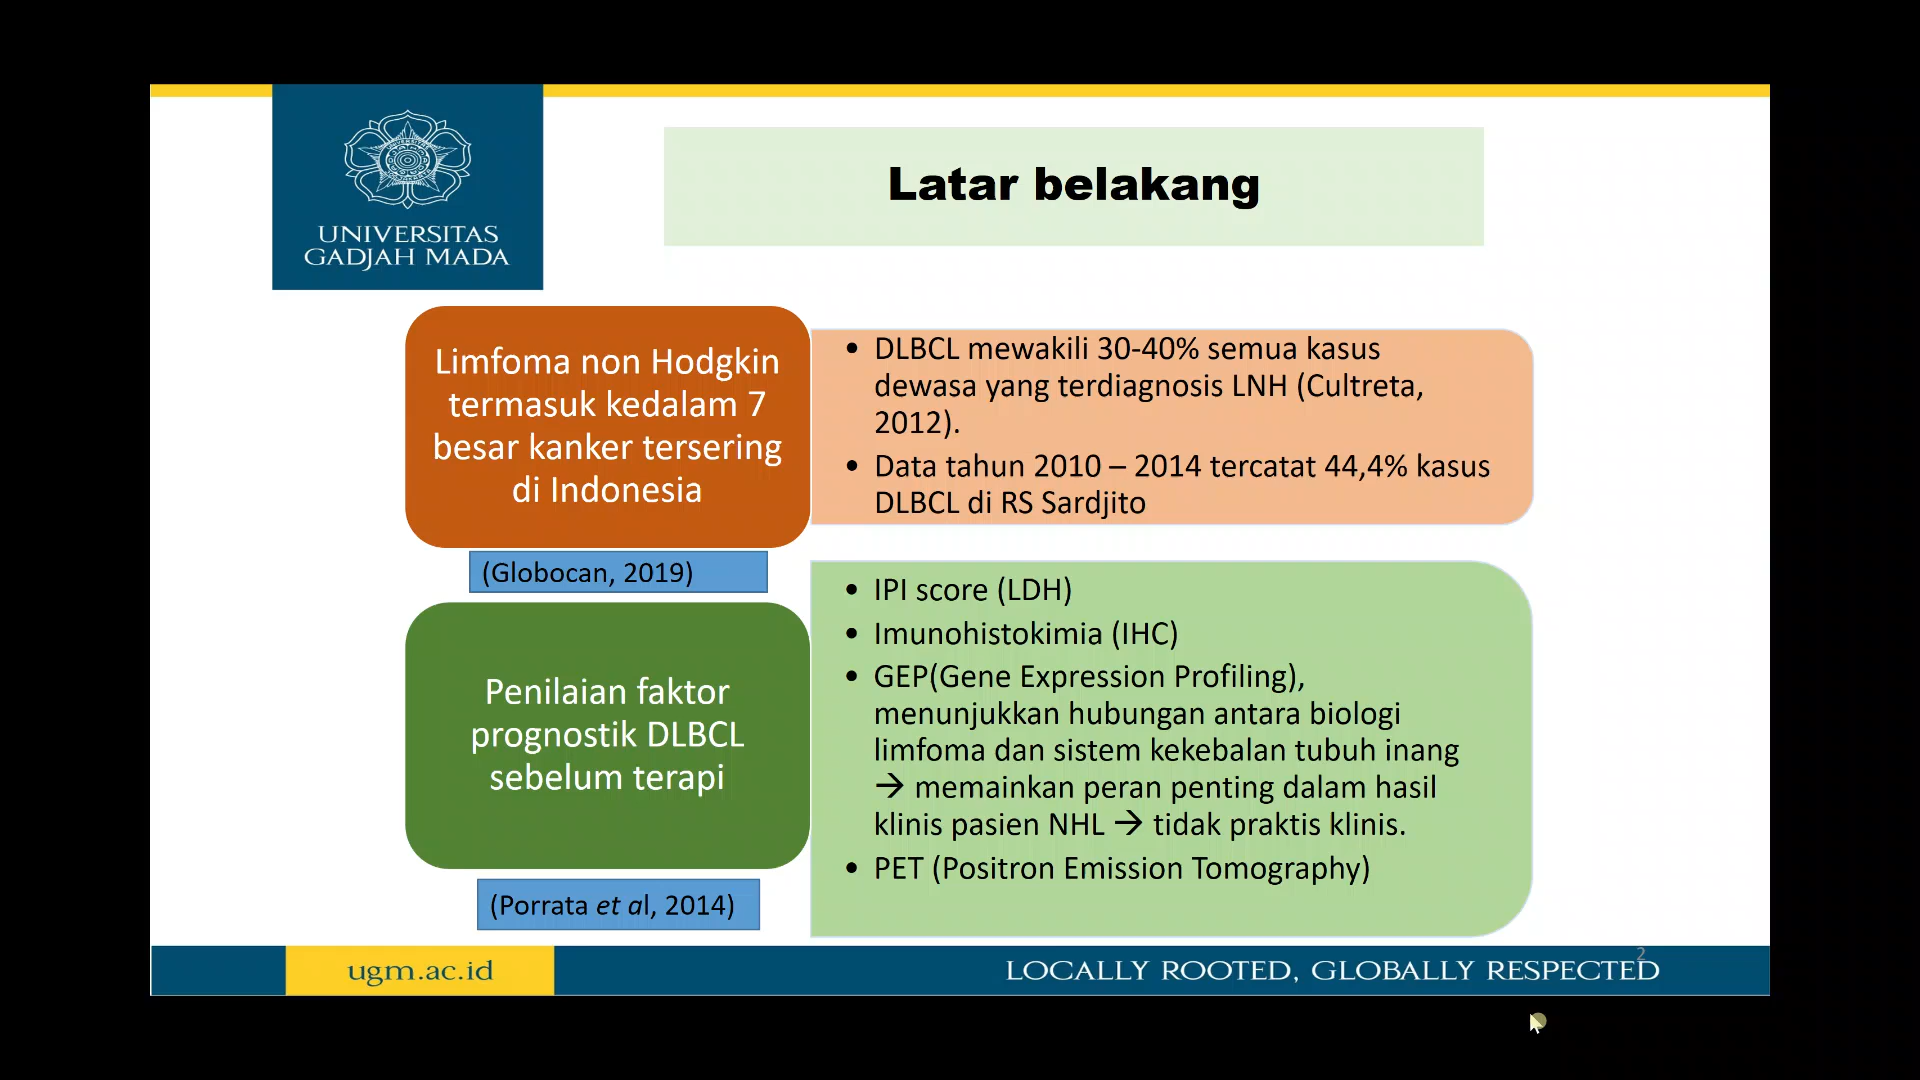 UNIVERSITAS
GADJAH MADA
Latar belakang
Limfoma non Hodgkin
termasuk kedalam 7
besar kanker tersering
di Indonesia
(Globocan, 2019)
• DLBCL mewakili 30-40% semua kasus
dewasa yang terdiagnosis LNH (Cultreta,
2012).
• Data tahun 2010 – 2014 tercatat 44,4% kasus
DLBCL di RS Sardjito
Penilaian faktor
prognostik DLBCL
sebelum terapi
(Porrata et al, 2014)
• IPI score (LDH)
• Imunohistokimia (IHC)
• GEP(Gene Expression Profiling),
menunjukkan hubungan antara biologi
limfoma dan sistem kekebalan tubuh inang
→ memainkan peran penting dalam hasil
klinis pasien NHL → tidak praktis klinis.
• PET (Positron Emission Tomography)
ugm.ac.id
LOCALLY ROOTED, GLOBALLY RESPECTED
2